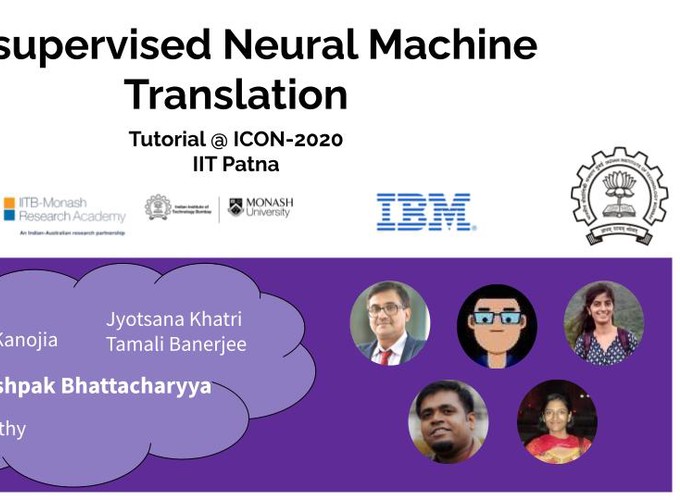 supervised Neural Machine
Translation
Tutorial @ ICON-2020
IIT Patna
IITB-Monash
Research Academy
An Indian-Australian research partnership
Indian Institute of
Technology Bombay
MONASH
University
IBM
Kanojia
Jyotsana Khatri
Tamali Banerjee
shpak Bhattacharyya
thy